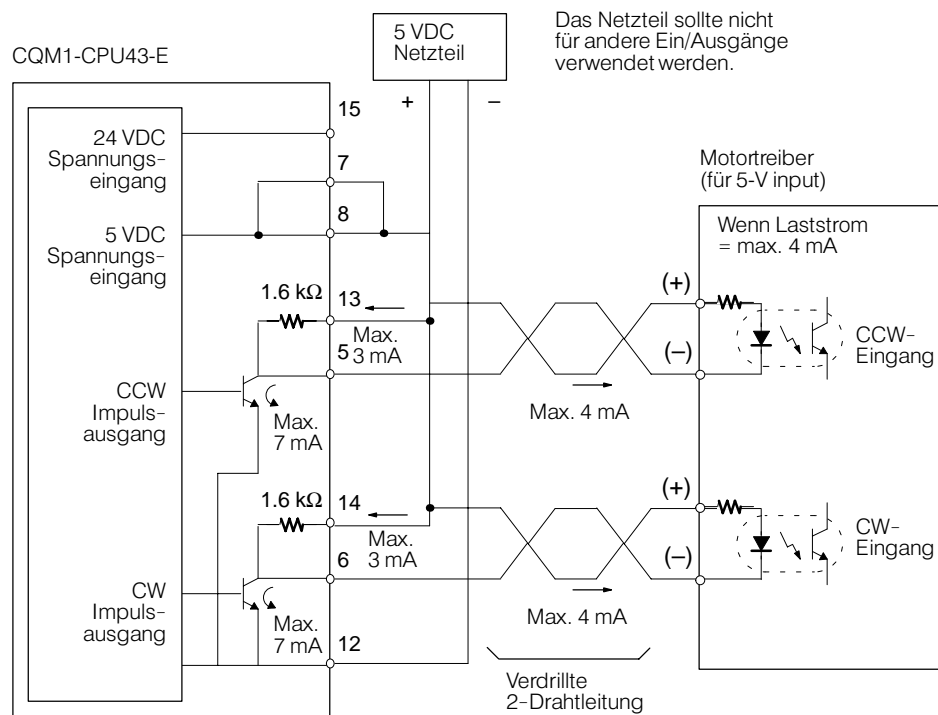 CQM1-CPU43-E
5 VDC
Netzteil
+
−
Das Netzteil sollte nicht
für andere Ein/Ausgänge
verwendet werden.
15
24 VDC
Spannungs-
eingang
7
8
5 VDC
Spannungs-
eingang
1.6 kΩ
13
Max.
3 mA
5
CCW
Impuls-
ausgang
Max.
7 mA
1.6 kΩ
14
Max.
3 mA
6
CW
Impuls-
ausgang
Max.
7 mA
12
Max. 4 mA
Max. 4 mA
Verdrillte
2-Drahtleitung
Motortreiber
(für 5-V input)
Wenn Laststrom
= max. 4 mA
(+)
(−)
CCW-
Eingang
(+)
(−)
CW-
Eingang